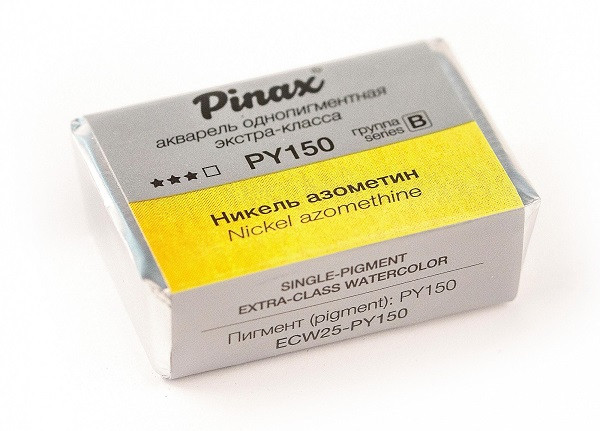 Pinax®
акварель однопигментная
экстра-класса
PY150
группа
series B
★★★□
Никель азометин
Nickel azomethine
SINGLE-PIGMENT
EXTRA-CLASS WATERCOLOR
Пигмент (pigment): PY150
ECW25-PY150